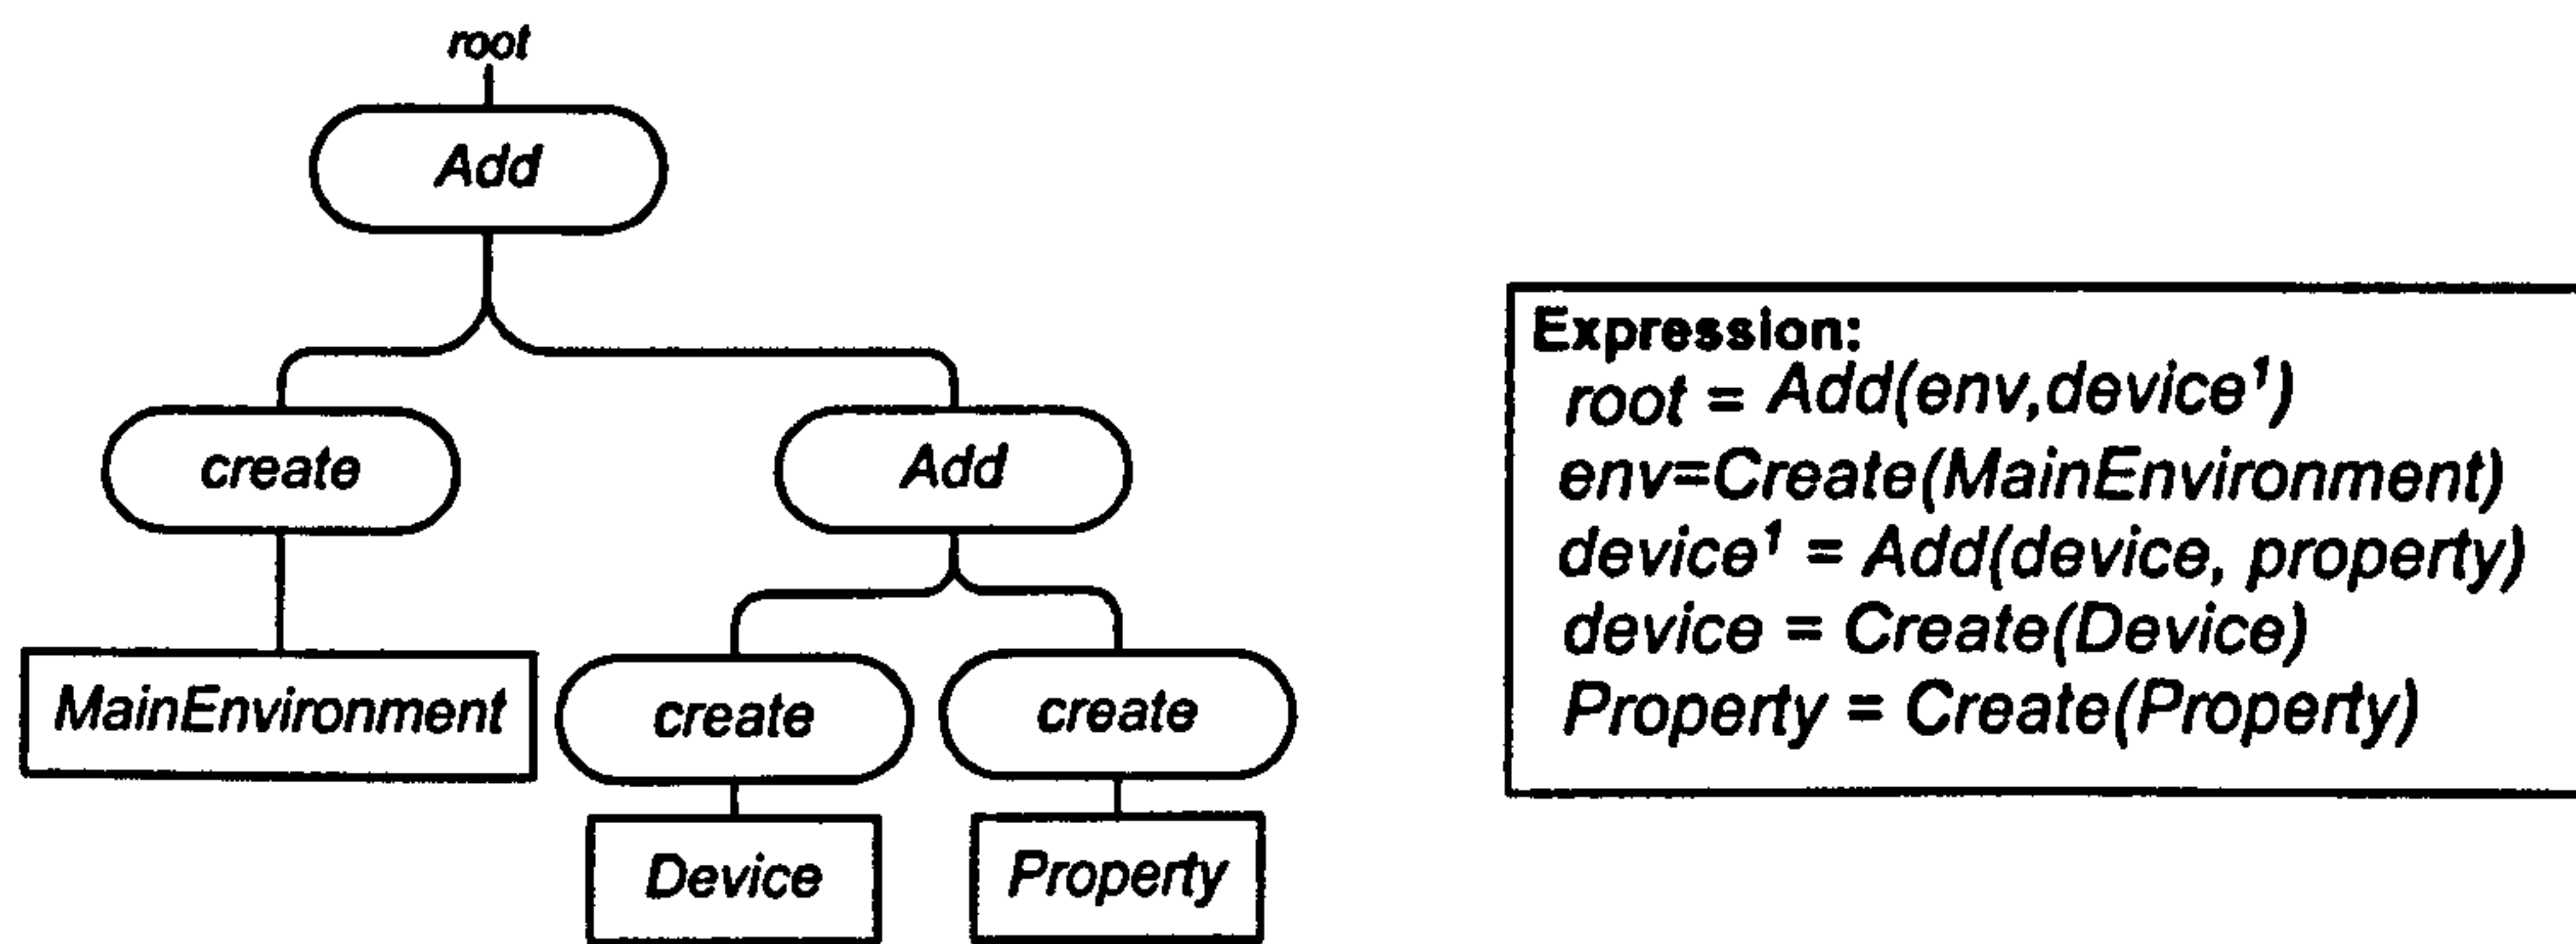 root
Add
create
Add
MainEnvironment
create
create
Device
Property
Expression:
root = Add(env,device¹)
env=Create(MainEnvironment)
device¹ = Add(device, property)
device = Create(Device)
Property = Create(Property)